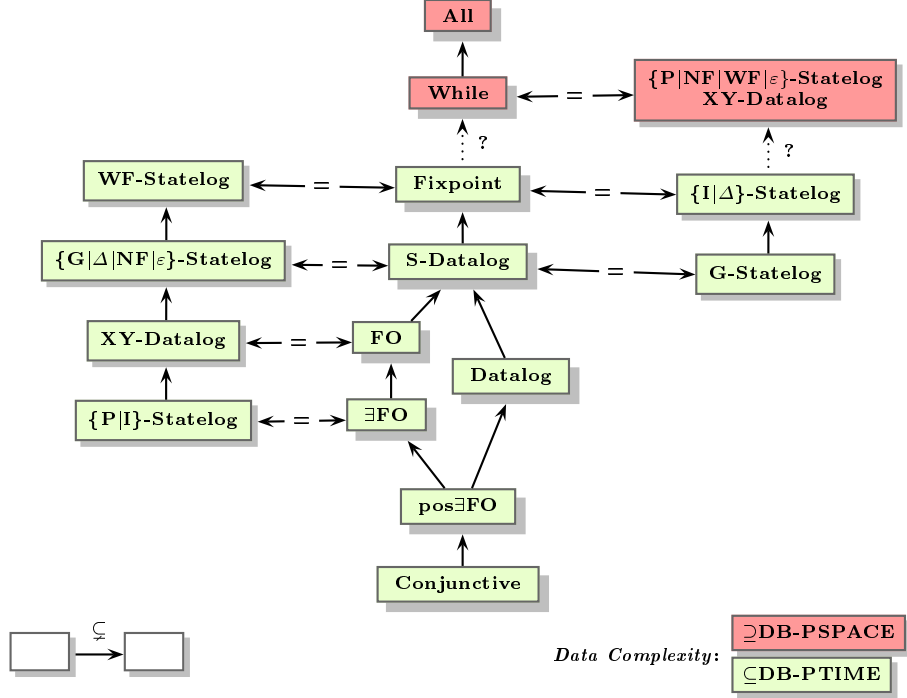 All
While
=
{P|NF|WF|ε}-Statelog
XY-Datalog
?
?
WF-Statelog
=
Fixpoint
=
{I|Δ}-Statelog
{G|Δ|NF|ε}-Statelog
=
S-Datalog
=
G-Statelog
XY-Datalog
=
FO
Datalog
{P|I}-Statelog
=
∃FO
pos∃FO
Conjunctive
⊊
Data Complexity:
⊇DB-PSPACE
⊆DB-PTIME